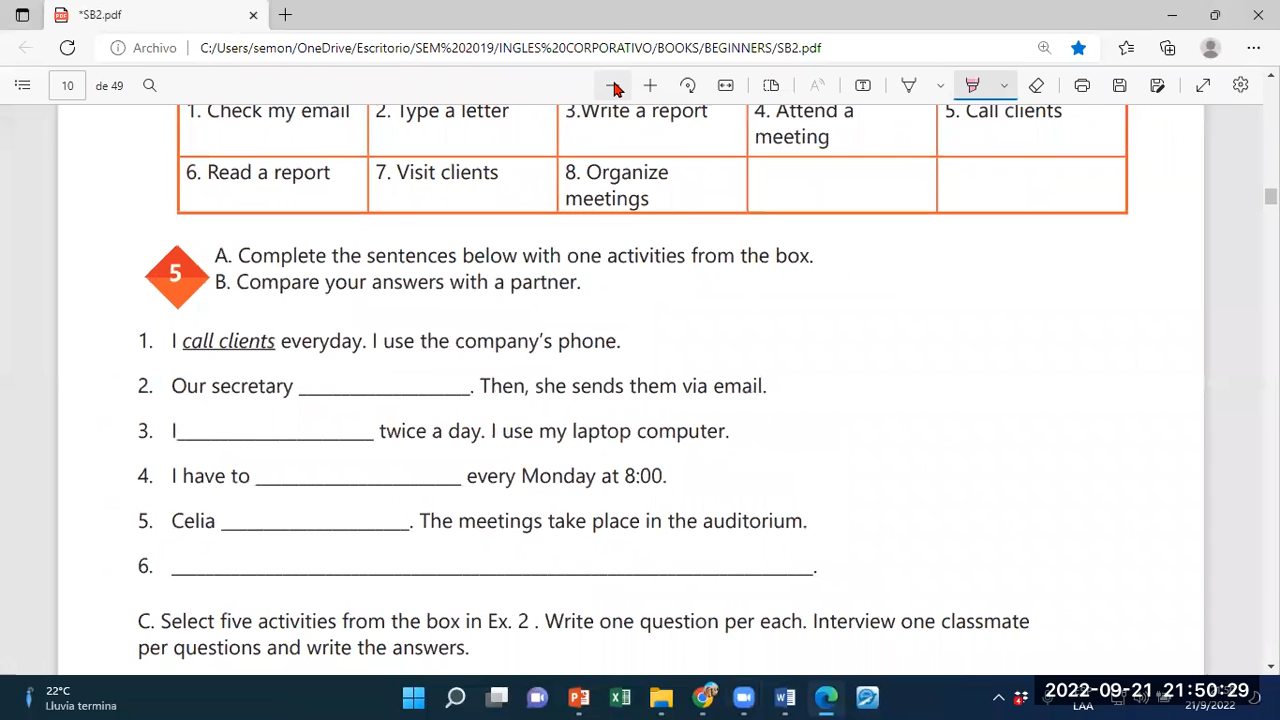 *SB2.pdf
Archivo C:/Users/semon/OneDrive/Escritorio/SEM%202019/INGLES%20CORPORATIVO/BOOKS/BEGINNERS/SB2.pdf
10 de 49
1. Check my email 2. Type a letter 3.Write a report 4. Attend a meeting 5. Call clients
6. Read a report 7. Visit clients 8. Organize meetings
5
A. Complete the sentences below with one activities from the box.
B. Compare your answers with a partner.
1. I call clients everyday. I use the company's phone.
2. Our secretary __________________. Then, she sends them via email.
3. I____________________ twice a day. I use my laptop computer.
4. I have to _____________________ every Monday at 8:00.
5. Celia ___________________. The meetings take place in the auditorium.
6. __________________________________________________________________.
C. Select five activities from the box in Ex. 2 . Write one question per each. Interview one classmate
per questions and write the answers.
22°C
Lluvia termina
2022-09-21 21:50:29
LAA 21/9/2022